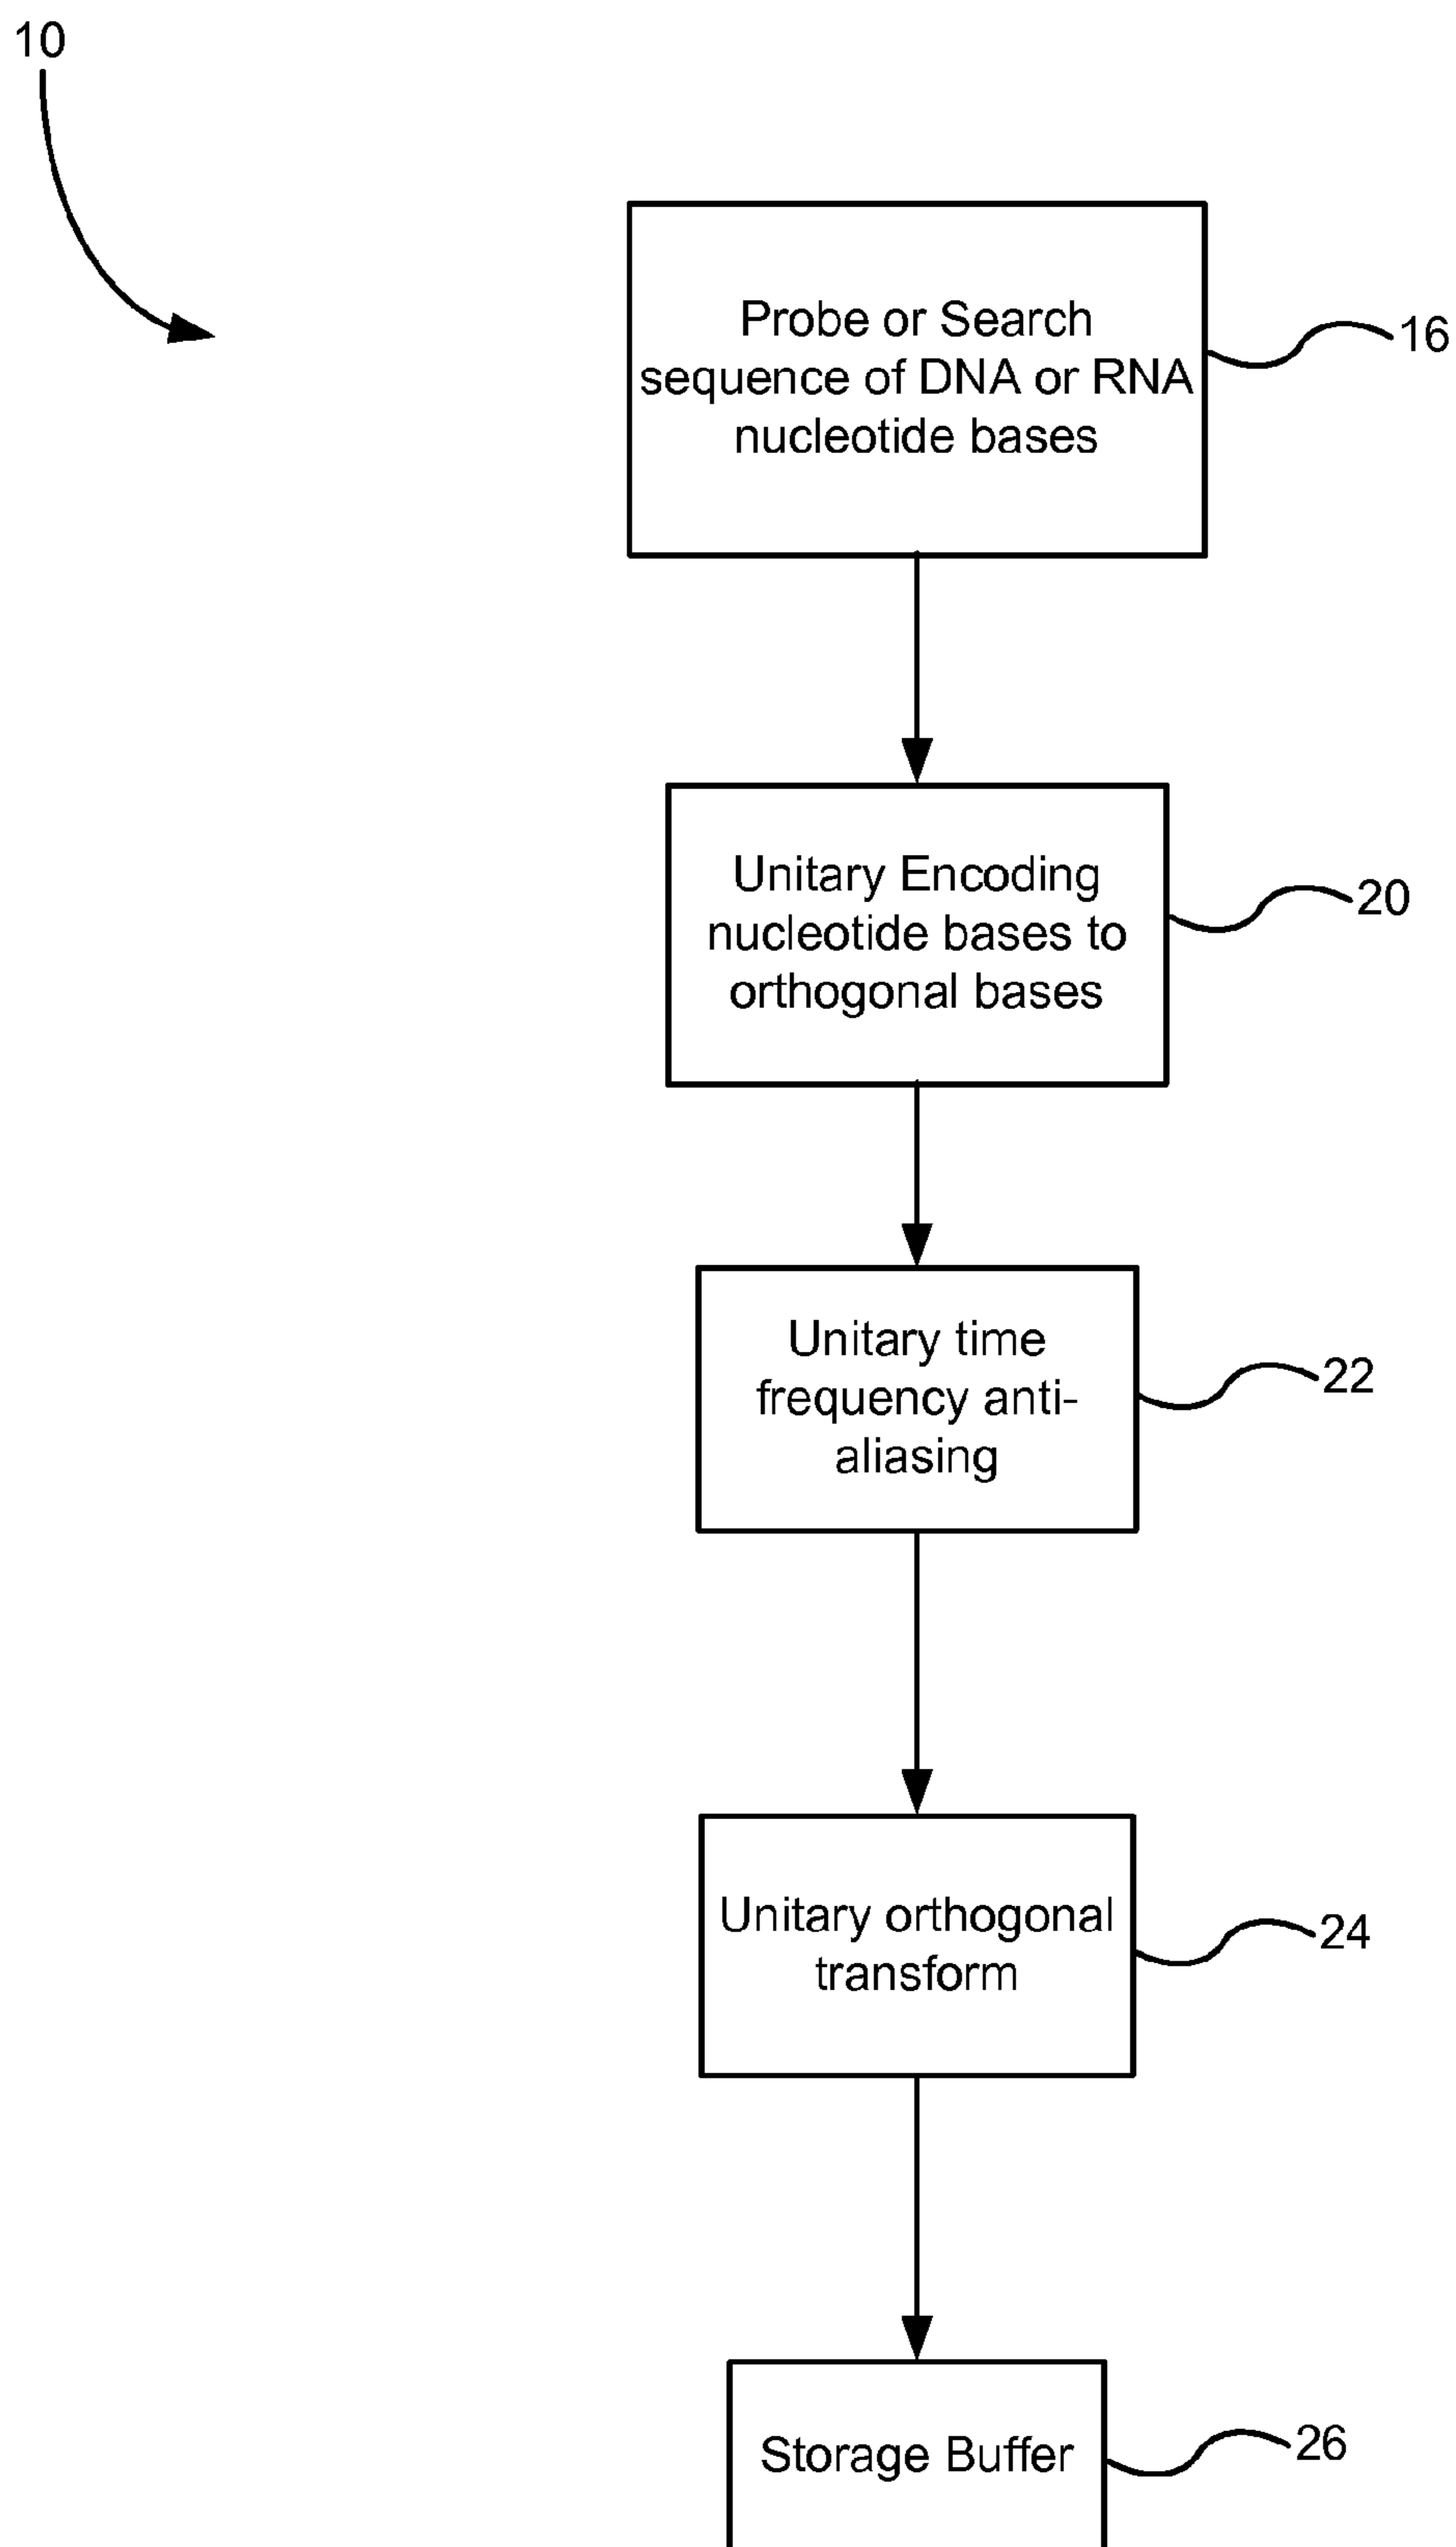 10
Probe or Search
sequence of DNA or RNA
nucleotide bases
16
Unitary Encoding
nucleotide bases to
orthogonal bases
20
Unitary time
frequency anti-
aliasing
22
Unitary orthogonal
transform
24
Storage Buffer
26